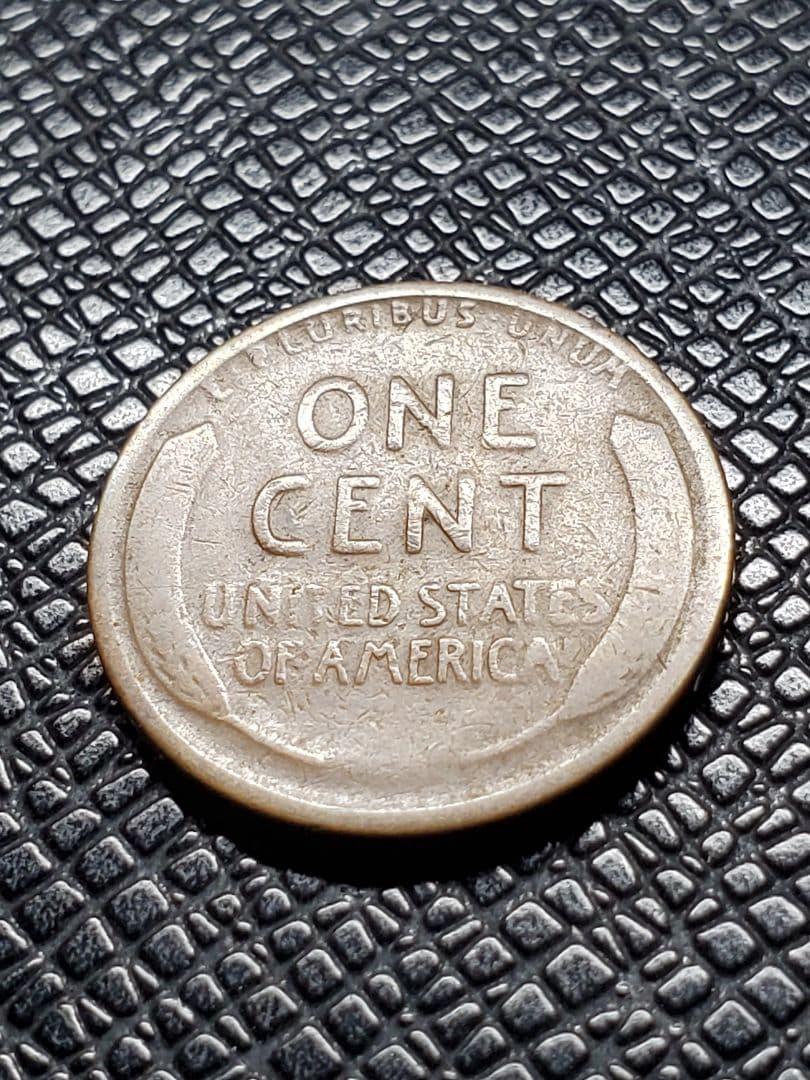 E PLURIBUS UNUM
ONE
CENT
UNITED STATES
OF AMERICA